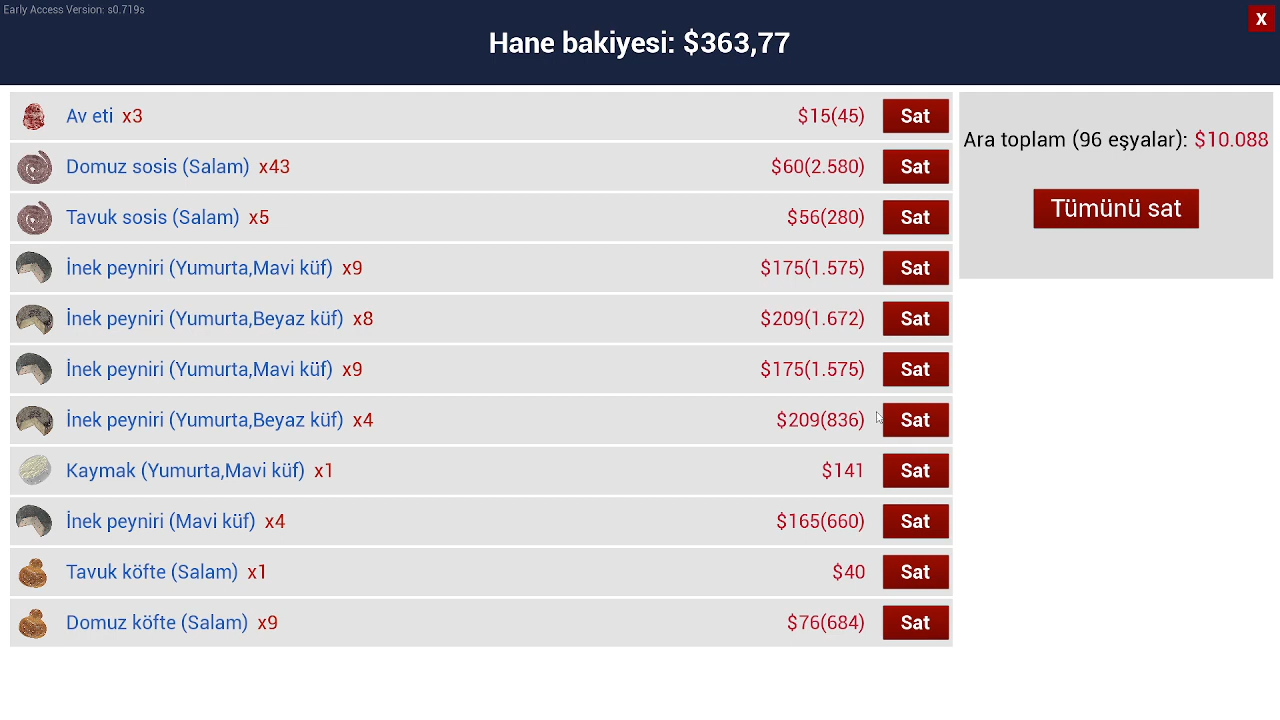 Early Access Version: s0.719s
X
Hane bakiyesi: $363,77
Av eti x3 $15(45) Sat
Domuz sosis (Salam) x43 $60(2.580) Sat
Tavuk sosis (Salam) x5 $56(280) Sat
İnek peyniri (Yumurta,Mavi küf) x9 $175(1.575) Sat
İnek peyniri (Yumurta,Beyaz küf) x8 $209(1.672) Sat
İnek peyniri (Yumurta,Mavi küf) x9 $175(1.575) Sat
İnek peyniri (Yumurta,Beyaz küf) x4 $209(836) Sat
Kaymak (Yumurta,Mavi küf) x1 $141 Sat
İnek peyniri (Mavi küf) x4 $165(660) Sat
Tavuk köfte (Salam) x1 $40 Sat
Domuz köfte (Salam) x9 $76(684) Sat
Ara toplam (96 eşyalar): $10.088
Tümünü sat